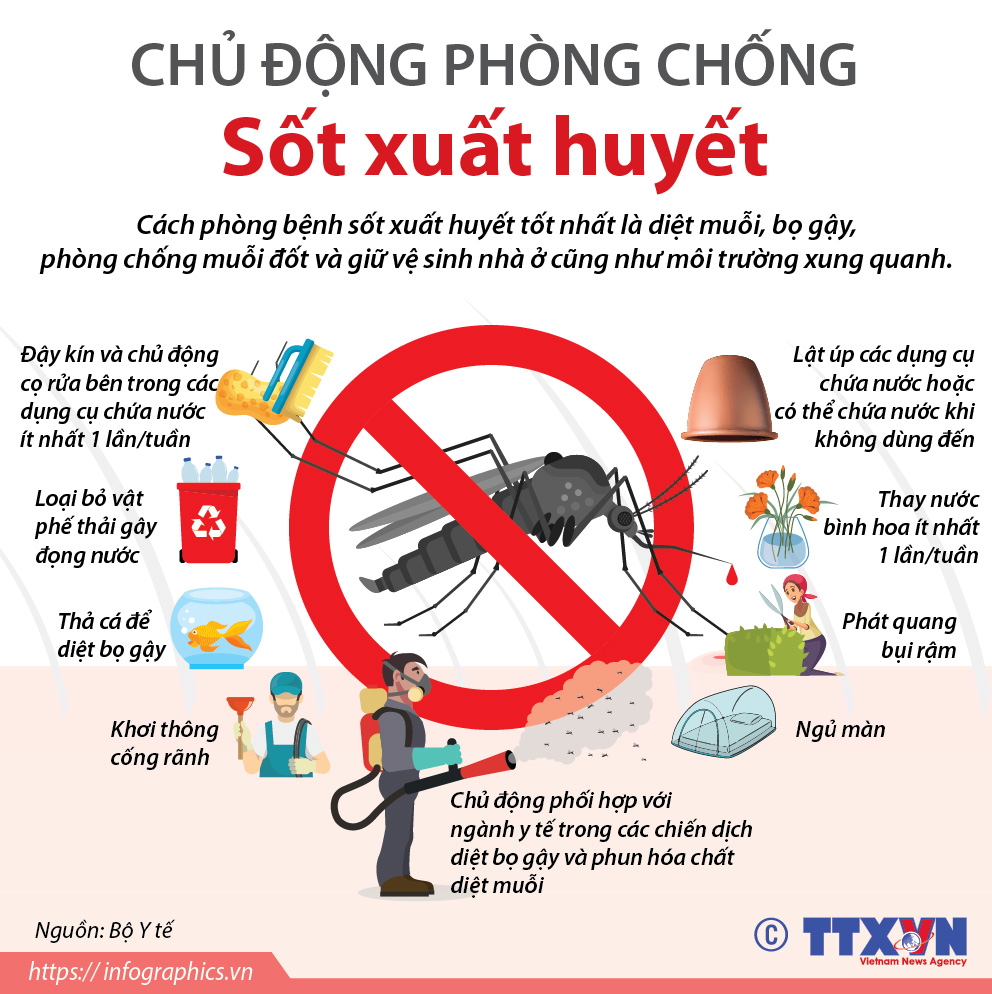 CHỦ ĐỘNG PHÒNG CHỐNG
Sốt xuất huyết
Cách phòng bệnh sốt xuất huyết tốt nhất là diệt muỗi, bọ gậy,
phòng chống muỗi đốt và giữ vệ sinh nhà ở cũng như môi trường xung quanh.
Đậy kín và chủ động
cọ rửa bên trong các
dụng cụ chứa nước
ít nhất 1 lần/tuần
Lật úp các dụng cụ
chứa nước hoặc
có thể chứa nước khi
không dùng đến
Loại bỏ vật
phế thải gây
đọng nước
Thay nước
bình hoa ít nhất
1 lần/tuần
Thả cá để
diệt bọ gậy
Phát quang
bụi rậm
Khơi thông
cống rãnh
Ngủ màn
Chủ động phối hợp với
ngành y tế trong các chiến dịch
diệt bọ gậy và phun hóa chất
diệt muỗi
Nguồn: Bộ Y tế
© TTXVN
Vietnam News Agency
https:// infographics.vn